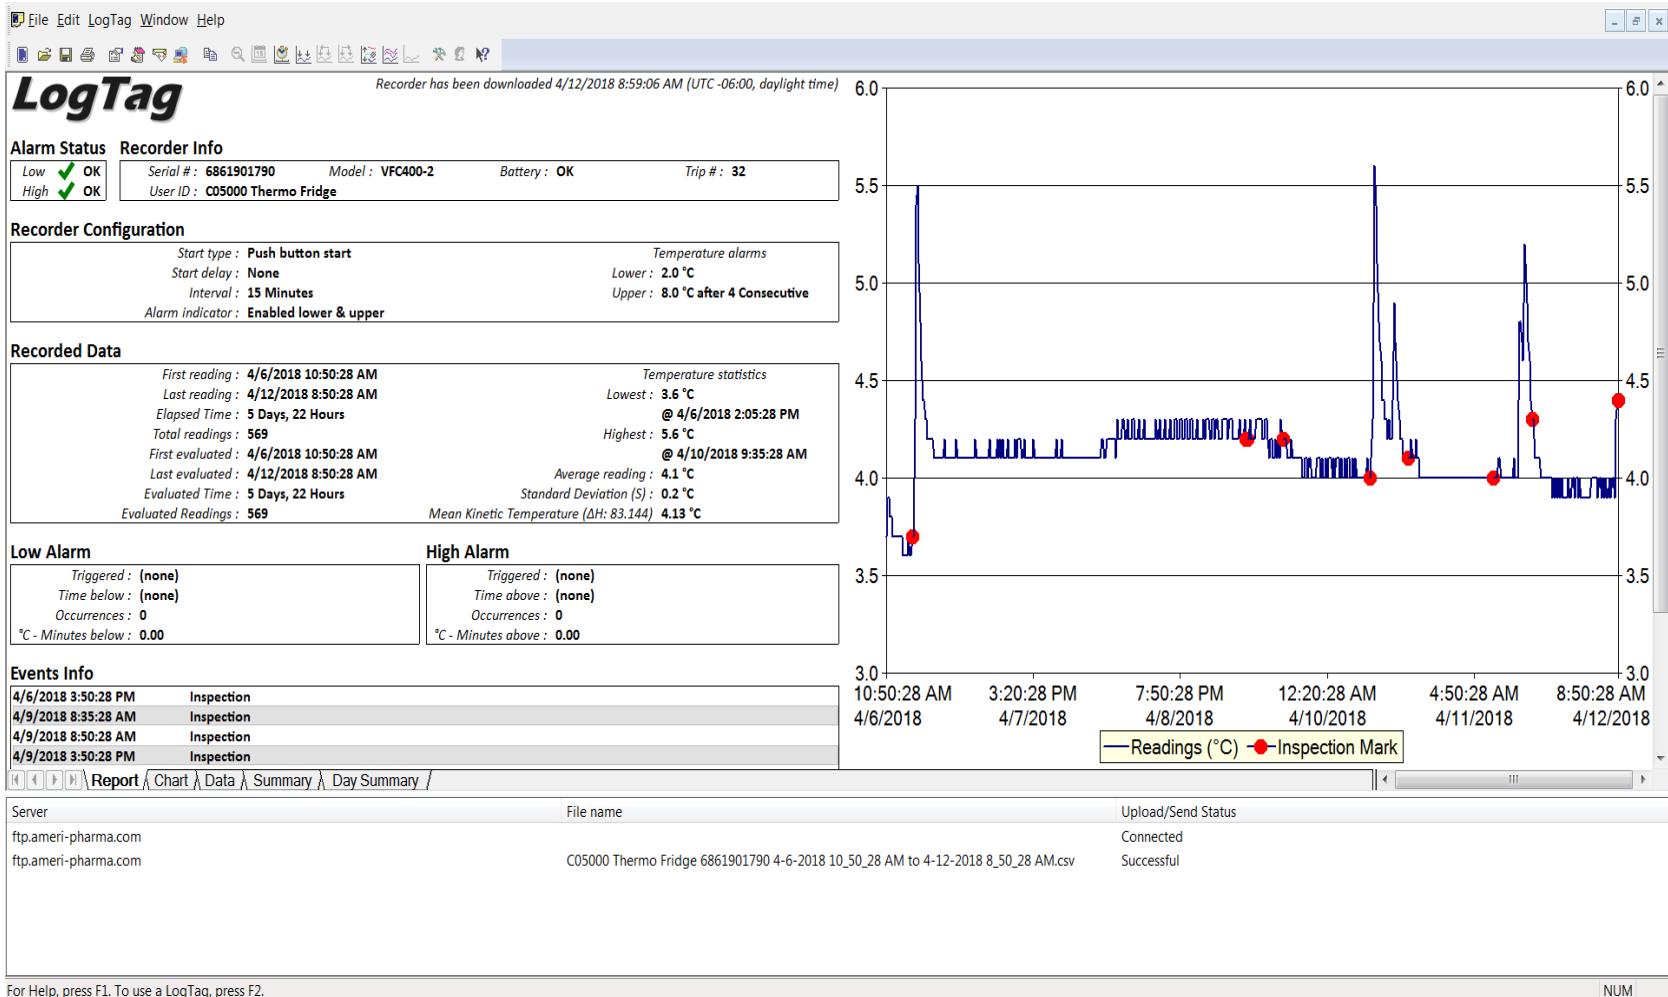 File Edit LogTag Window Help
LogTag
Recorder has been downloaded 4/12/2018 8:59:06 AM (UTC -06:00, daylight time)
Alarm Status Recorder Info
Low OK Serial # : 6861901790 Model : VFC400-2 Battery : OK Trip # : 32
High OK User ID : C05000 Thermo Fridge
Recorder Configuration
Start type : Push button start Temperature alarms
Start delay : None Lower : 2.0 °C
Interval : 15 Minutes Upper : 8.0 °C after 4 Consecutive
Alarm indicator : Enabled lower & upper
Recorded Data
First reading : 4/6/2018 10:50:28 AM Temperature statistics
Last reading : 4/12/2018 8:50:28 AM Lowest : 3.6 °C
Elapsed Time : 5 Days, 22 Hours @ 4/6/2018 2:05:28 PM
Total readings : 569 Highest : 5.6 °C
First evaluated : 4/6/2018 10:50:28 AM @ 4/10/2018 9:35:28 AM
Last evaluated : 4/12/2018 8:50:28 AM Average reading : 4.1 °C
Evaluated Time : 5 Days, 22 Hours Standard Deviation (S) : 0.2 °C
Evaluated Readings : 569 Mean Kinetic Temperature (ΔH: 83.144) 4.13 °C
Low Alarm High Alarm
Triggered : (none) Triggered : (none)
Time below : (none) Time above : (none)
Occurrences : 0 Occurrences : 0
°C - Minutes below : 0.00 °C - Minutes above : 0.00
Events Info
4/6/2018 3:50:28 PM Inspection
4/9/2018 8:35:28 AM Inspection
4/9/2018 8:50:28 AM Inspection
4/9/2018 3:50:28 PM Inspection
6.0 6.0
5.5 5.5
5.0 5.0
4.5 4.5
4.0 4.0
3.5 3.5
3.0 3.0
10:50:28 AM 3:20:28 PM 7:50:28 PM 12:20:28 AM 4:50:28 AM 8:50:28 AM
4/6/2018 4/7/2018 4/8/2018 4/10/2018 4/11/2018 4/12/2018
Readings (°C) Inspection Mark
Report Chart Data Summary Day Summary
Server File name Upload/Send Status
ftp.ameri-pharma.com Connected
ftp.ameri-pharma.com C05000 Thermo Fridge 6861901790 4-6-2018 10_50_28 AM to 4-12-2018 8_50_28 AM.csv Successful
For Help, press F1. To use a LogTag, press F2. NUM